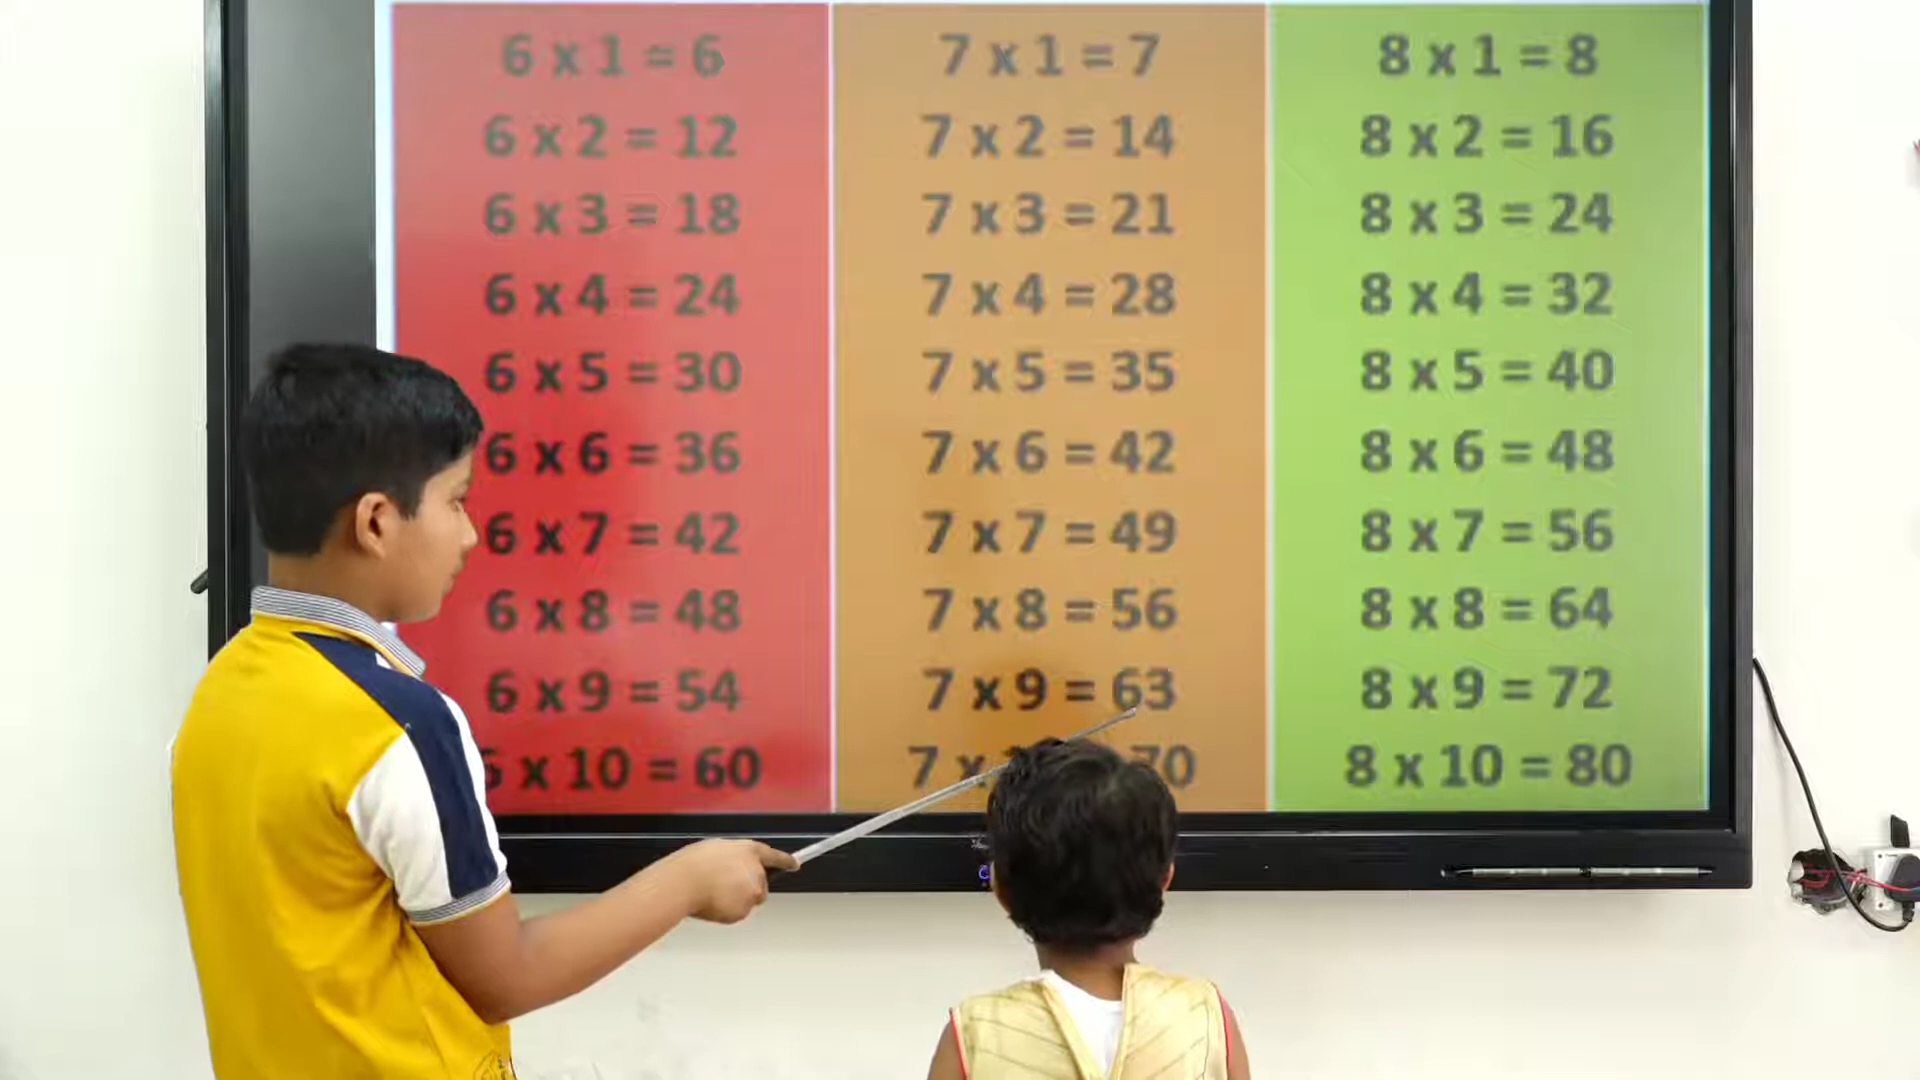 6 x 1 = 6
6 x 2 = 12
6 x 3 = 18
6 x 4 = 24
6 x 5 = 30
6 x 6 = 36
6 x 7 = 42
6 x 8 = 48
6 x 9 = 54
x 10 = 60
7 x 1 = 7
7 x 2 = 14
7 x 3 = 21
7 x 4 = 28
7 x 5 = 35
7 x 6 = 42
7 x 7 = 49
7 x 8 = 56
7 x 9 = 63
7 x 70
8 x 1 = 8
8 x 2 = 16
8 x 3 = 24
8 x 4 = 32
8 x 5 = 40
8 x 6 = 48
8 x 7 = 56
8 x 8 = 64
8 x 9 = 72
8 x 10 = 80